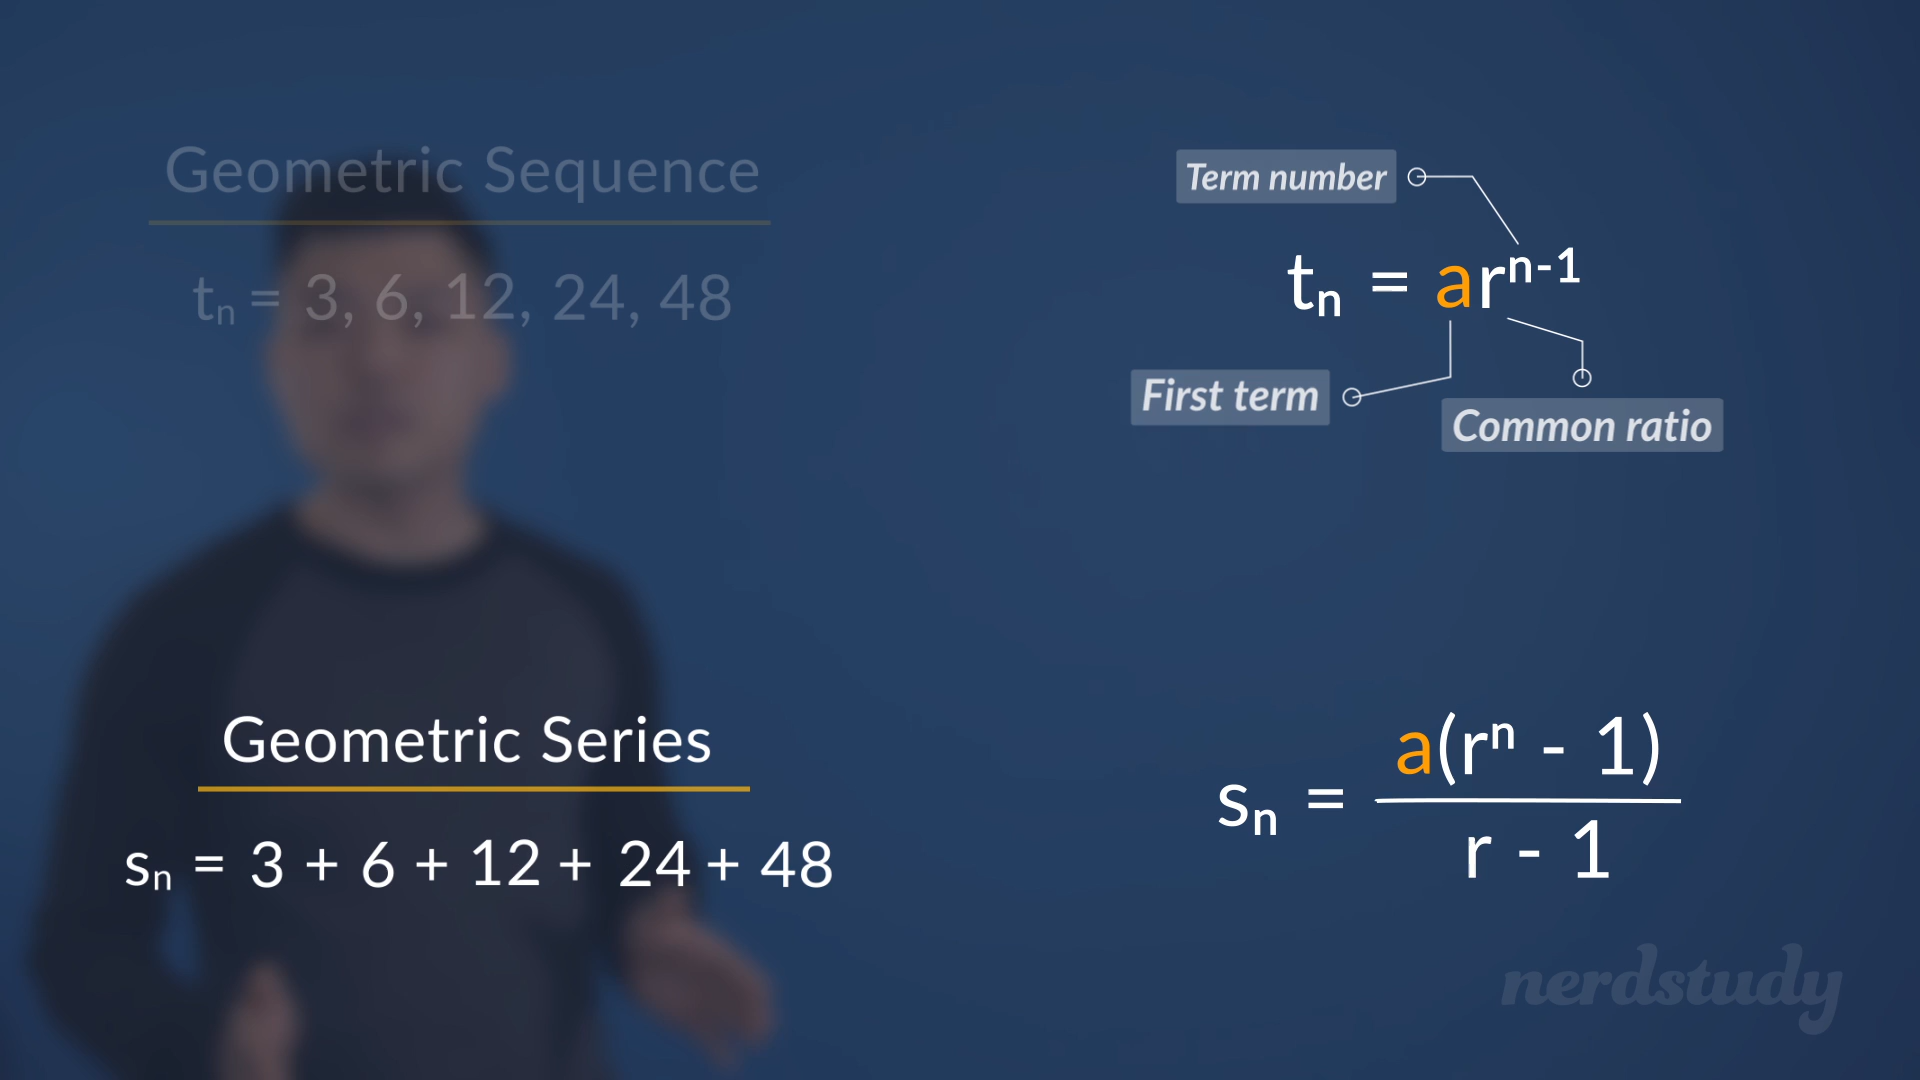 Geometric Sequence
tₙ = 3, 6, 12, 24, 48
Term number
tₙ = arⁿ⁻¹
First term
Common ratio
Geometric Series
sₙ = 3 + 6 + 12 + 24 + 48
sₙ = a(rⁿ - 1)
r - 1
nerdstudy